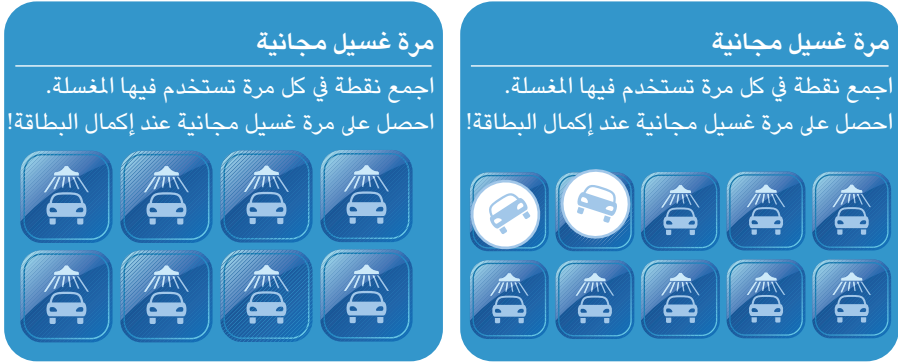 مرة غسيل مجانية
اجمع نقطة في كل مرة تستخدم فيها المغسلة.
احصل على مرة غسيل مجانية عند إكمال البطاقة!
مرة غسيل مجانية
اجمع نقطة في كل مرة تستخدم فيها المغسلة.
احصل على مرة غسيل مجانية عند إكمال البطاقة!